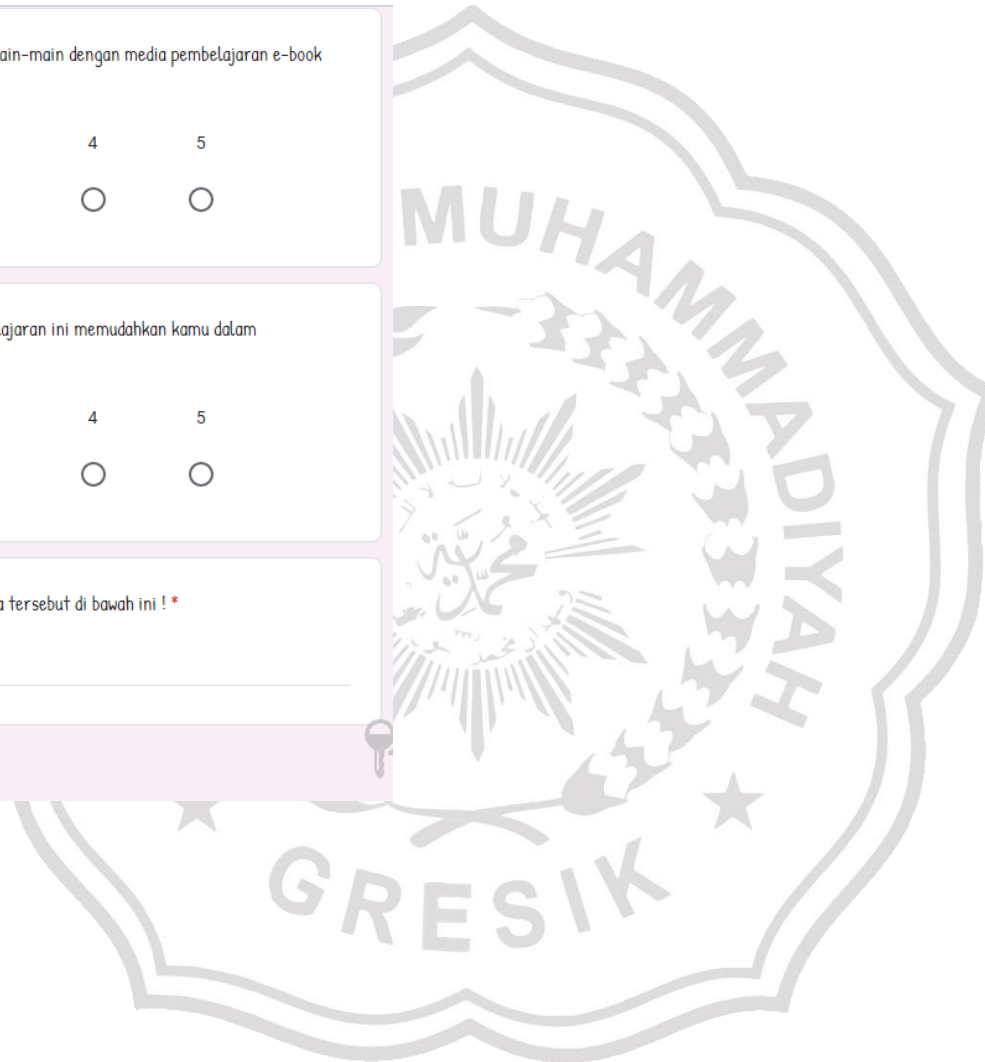 ain-main dengan media pembelajaran e-book
4 5
ajaran ini memudahkan kamu dalam
4 5
a tersebut di bawah ini ! *
MUHAMMADIYAH
GRESIK